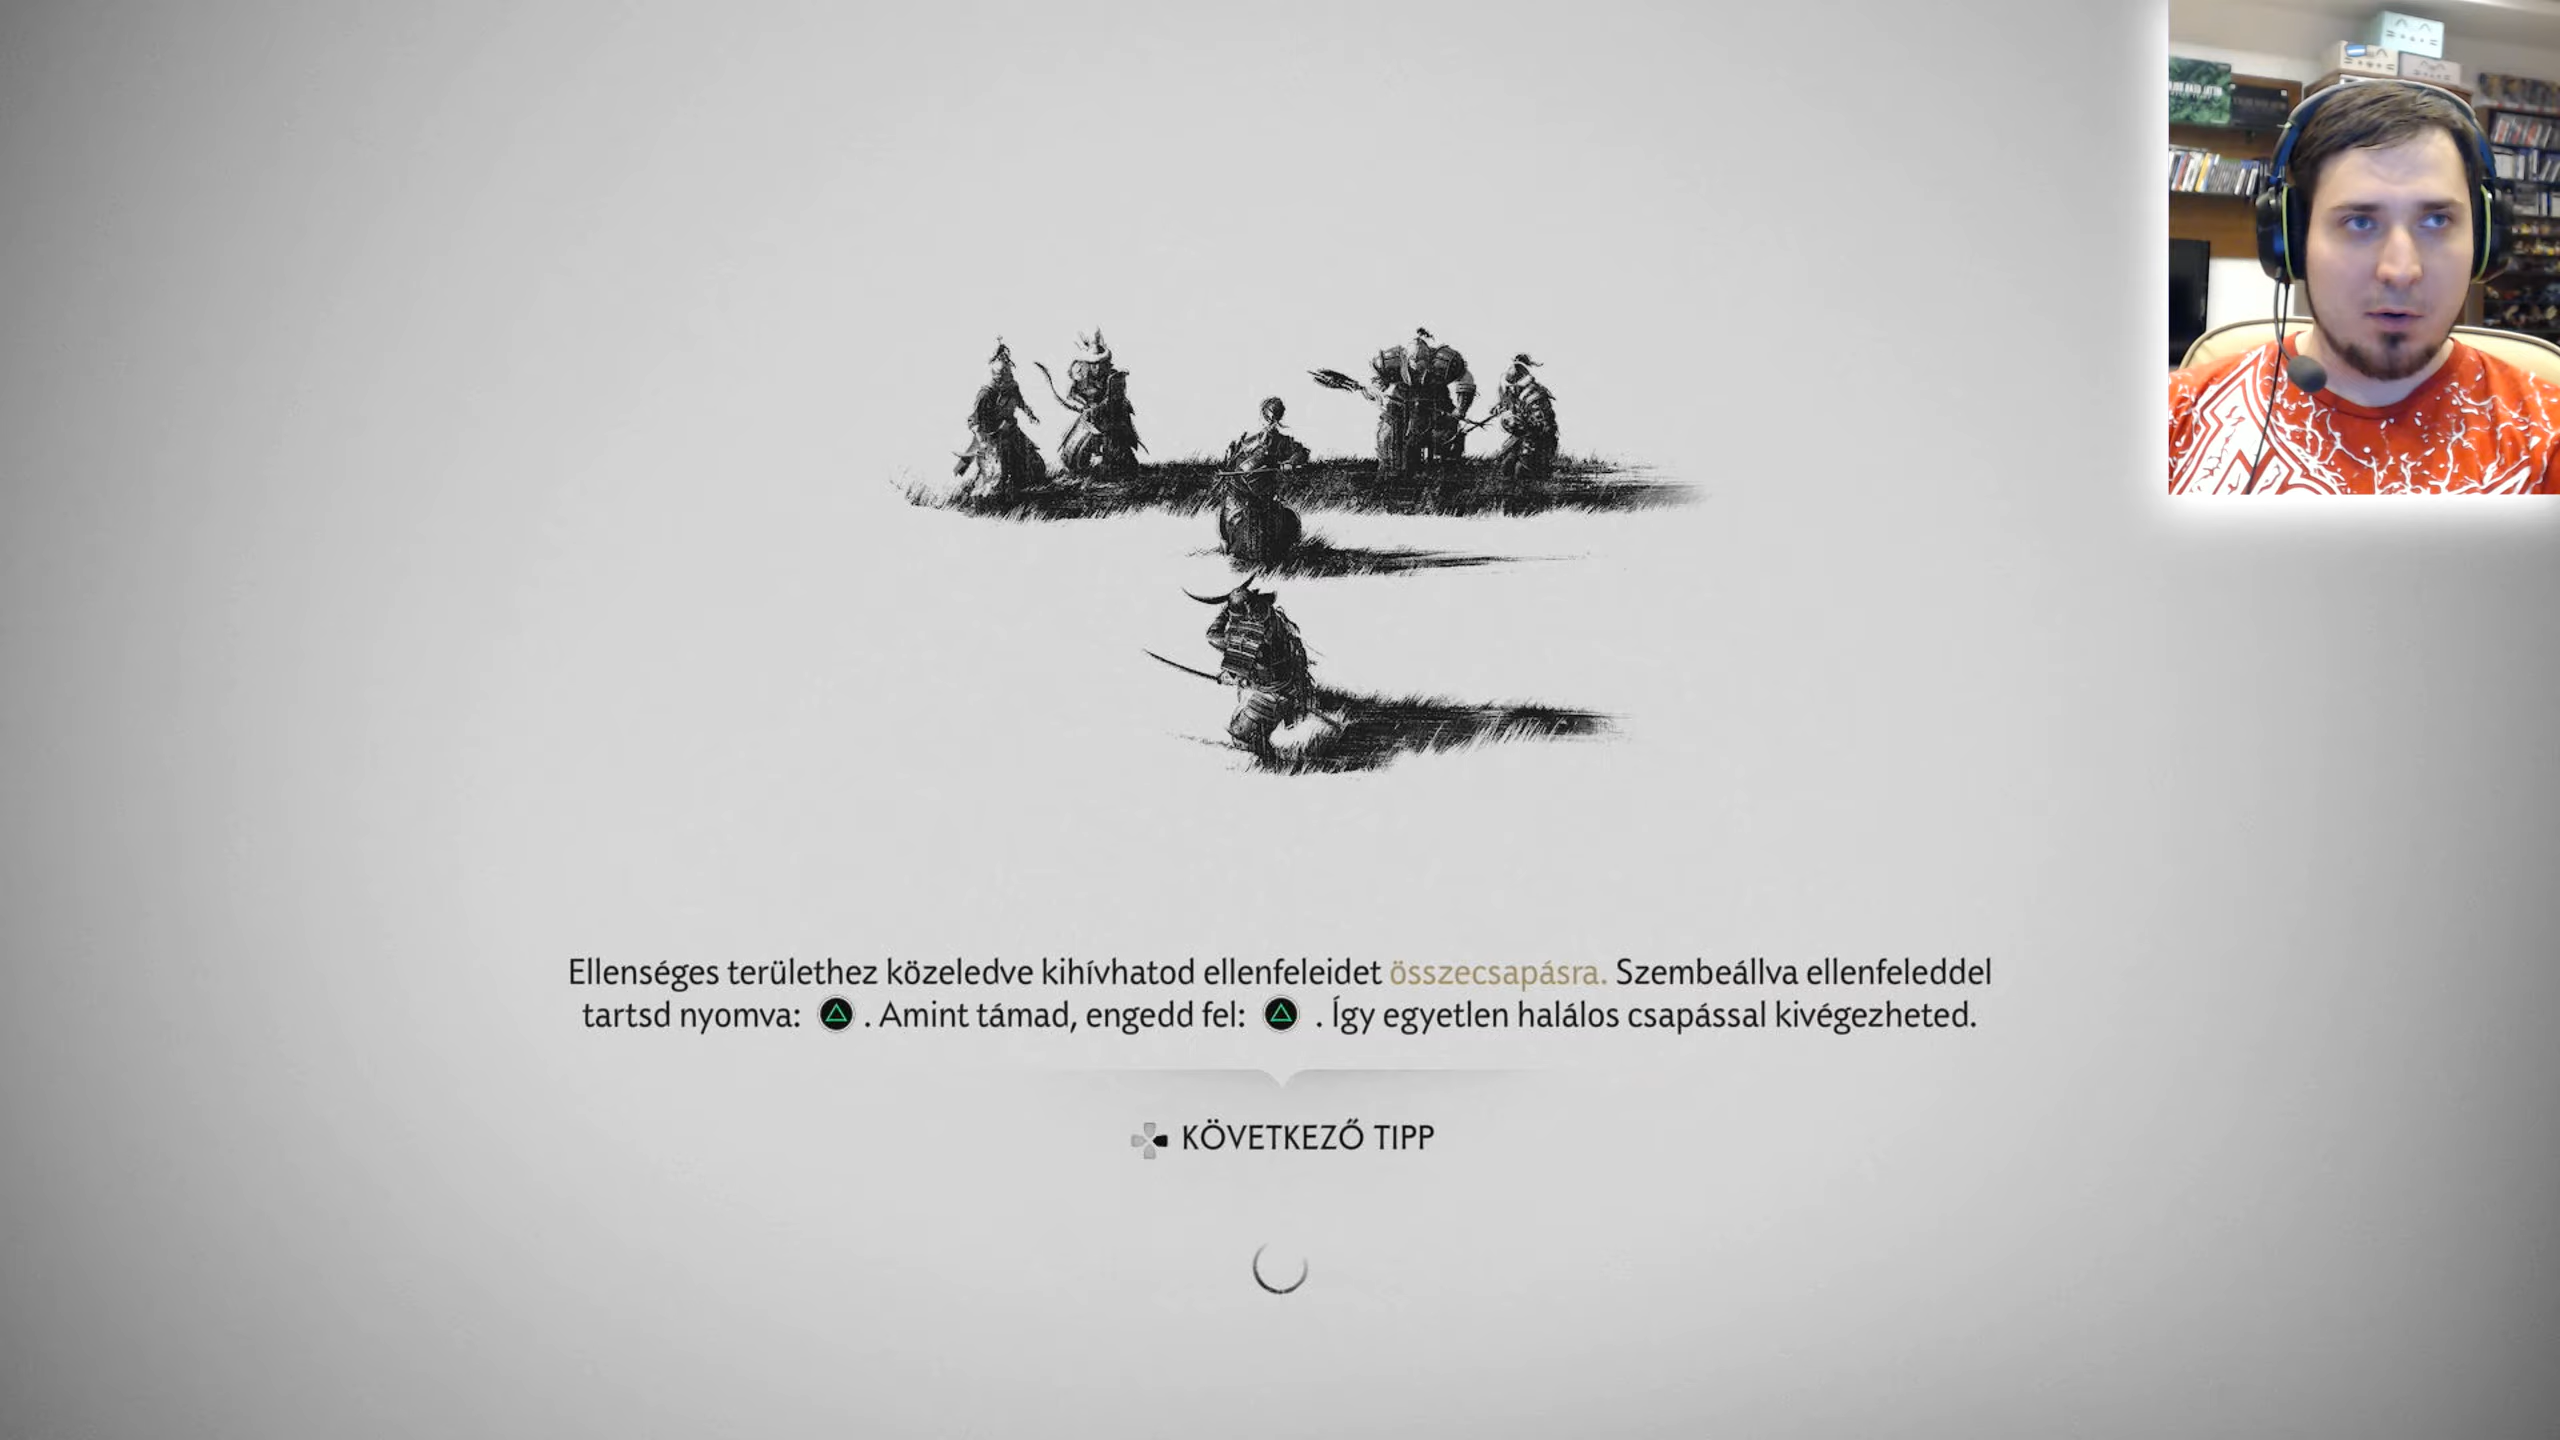 Ellenséges területhez közeledve kihívhatod ellenfeleidet összecsapásra. Szembeállva ellenfeleddel
tartsd nyomva: . Amint támad, engedd fel: . Így egyetlen halálos csapással kivégezheted.
KÖVETKEZŐ TIPP